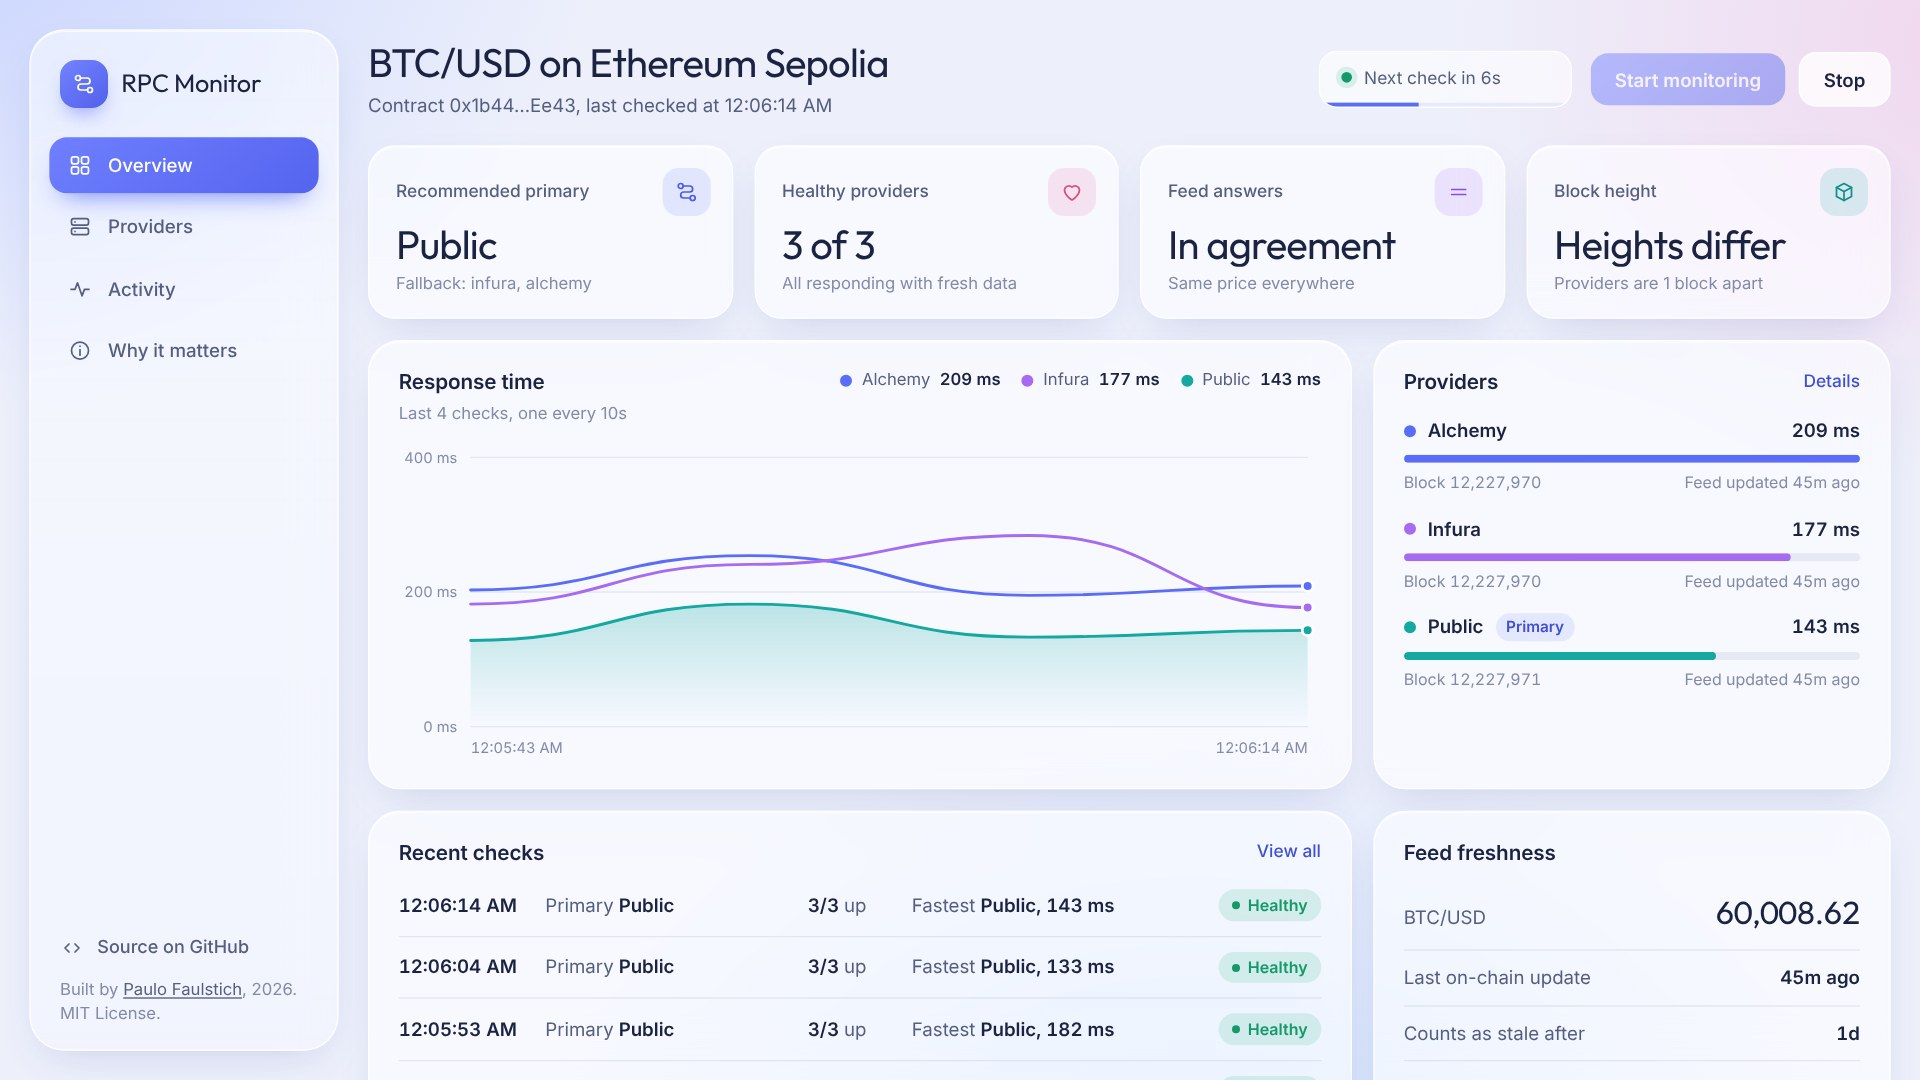 RPC Monitor
Overview
Providers
Activity
Why it matters
Source on GitHub
Built by Paulo Faulstich, 2026.
MIT License.
BTC/USD on Ethereum Sepolia
Contract 0x1b44...Ee43, last checked at 12:06:14 AM
Next check in 6s
Start monitoring
Stop
Recommended primary
Public
Fallback: infura, alchemy
Healthy providers
3 of 3
All responding with fresh data
Feed answers
In agreement
Same price everywhere
Block height
Heights differ
Providers are 1 block apart
Response time
Last 4 checks, one every 10s
Alchemy 209 ms
Infura 177 ms
Public 143 ms
400 ms
200 ms
0 ms
12:05:43 AM
12:06:14 AM
Providers
Details
Alchemy 209 ms
Block 12,227,970 Feed updated 45m ago
Infura 177 ms
Block 12,227,970 Feed updated 45m ago
Public Primary 143 ms
Block 12,227,971 Feed updated 45m ago
Recent checks
View all
12:06:14 AM Primary Public 3/3 up Fastest Public, 143 ms Healthy
12:06:04 AM Primary Public 3/3 up Fastest Public, 133 ms Healthy
12:05:53 AM Primary Public 3/3 up Fastest Public, 182 ms Healthy
Feed freshness
BTC/USD 60,008.62
Last on-chain update 45m ago
Counts as stale after 1d